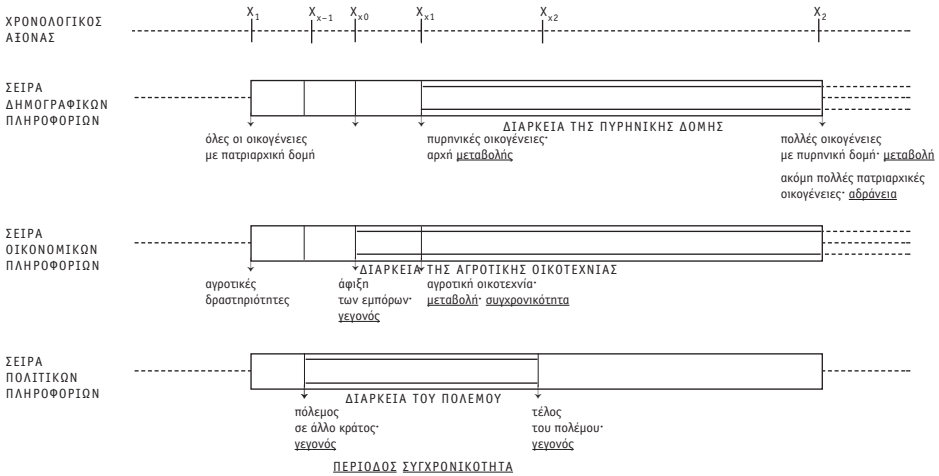 ΧΡΟΝΟΛΟΓΙΚΟΣ
ΑΞΟΝΑΣ
X1 Xx-1 Xx0 Xx1 Xx2 X2
ΣΕΙΡΑ
ΔΗΜΟΓΡΑΦΙΚΩΝ
ΠΛΗΡΟΦΟΡΙΩΝ
ΔΙΑΡΚΕΙΑ ΤΗΣ ΠΥΡΗΝΙΚΗΣ ΔΟΜΗΣ
όλες οι οικογένειες
με πατριαρχική δομή
πυρηνικές οικογένειες·
αρχή μεταβολής
πολλές οικογένειες
με πυρηνική δομή· μεταβολή
ακόμη πολλές πατριαρχικές
οικογένειες· αδράνεια
ΣΕΙΡΑ
ΟΙΚΟΝΟΜΙΚΩΝ
ΠΛΗΡΟΦΟΡΙΩΝ
ΔΙΑΡΚΕΙΑ ΤΗΣ ΑΓΡΟΤΙΚΗΣ ΟΙΚΟΤΕΧΝΙΑΣ
αγροτικές
δραστηριότητες
άφιξη
των εμπόρων·
γεγονός
αγροτική οικοτεχνία·
μεταβολή· συγχρονικότητα
ΣΕΙΡΑ
ΠΟΛΙΤΙΚΩΝ
ΠΛΗΡΟΦΟΡΙΩΝ
ΔΙΑΡΚΕΙΑ ΤΟΥ ΠΟΛΕΜΟΥ
πόλεμος
σε άλλο κράτος·
γεγονός
τέλος
του πολέμου·
γεγονός
ΠΕΡΙΟΔΟΣ ΣΥΓΧΡΟΝΙΚΟΤΗΤΑ